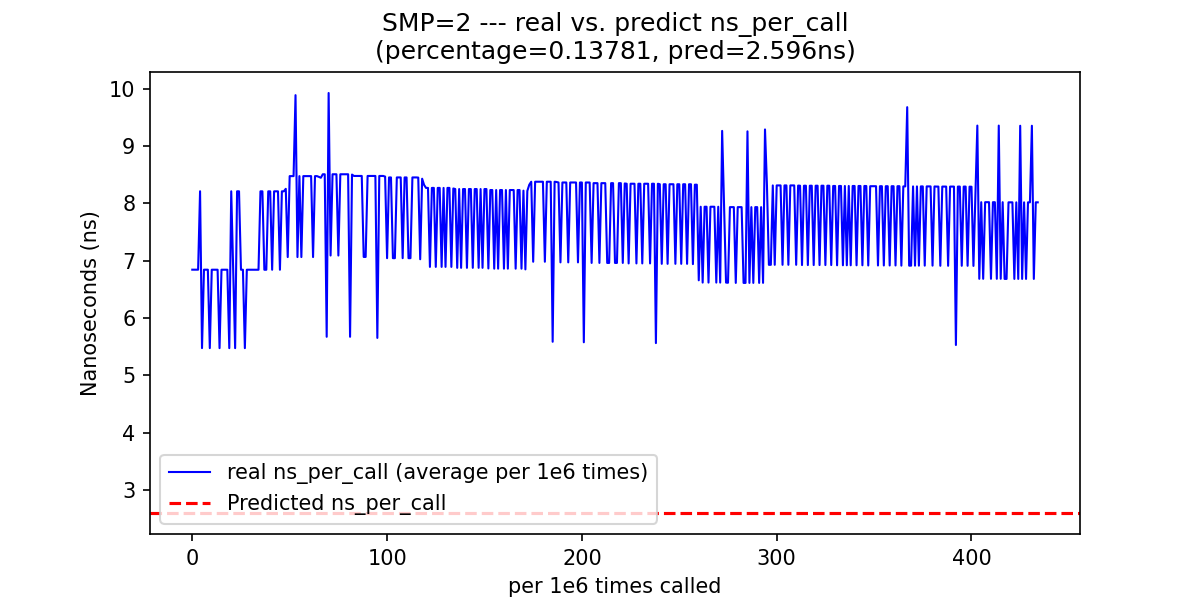 SMP=2 --- real vs. predict ns_per_call
(percentage=0.13781, pred=2.596ns)
Nanoseconds (ns)
10
9
8
7
6
5
4
3
real ns_per_call (average per 1e6 times)
Predicted ns_per_call
0 100 200 300 400
per 1e6 times called